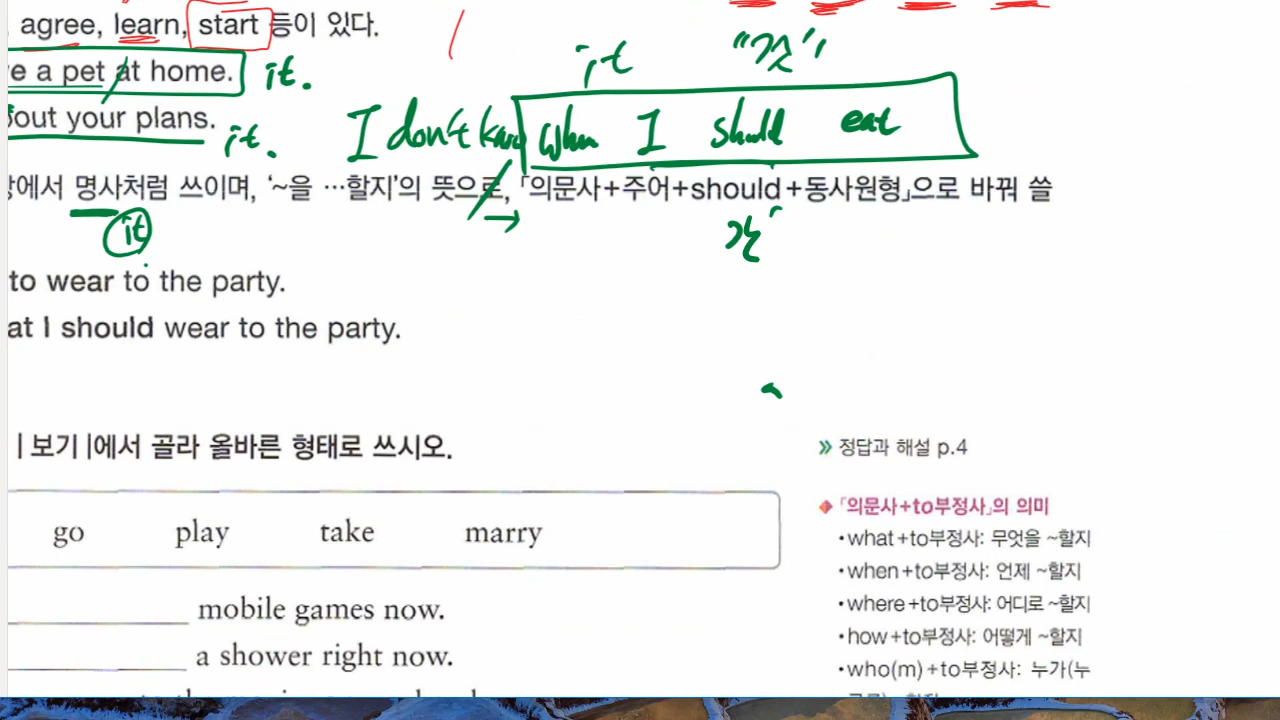 agree, learn, start 등이 있다.
it "것"
e a pet at home. it.
out your plans. it. I don't know when I should eat
에서 명사처럼 쓰이며, '~을 …할지'의 뜻으로, 「의문사+주어+should+동사원형」으로 바꿔 쓸
it 것
to wear to the party.
at I should wear to the party.
|보기|에서 골라 올바른 형태로 쓰시오.
» 정답과 해설 p.4
go play take marry
「의문사+to부정사」의 의미
•what+to부정사: 무엇을 ~할지
•when+to부정사: 언제 ~할지
•where+to부정사: 어디로 ~할지
•how+to부정사: 어떻게 ~할지
•who(m)+to부정사: 누가(누
mobile games now.
a shower right now.